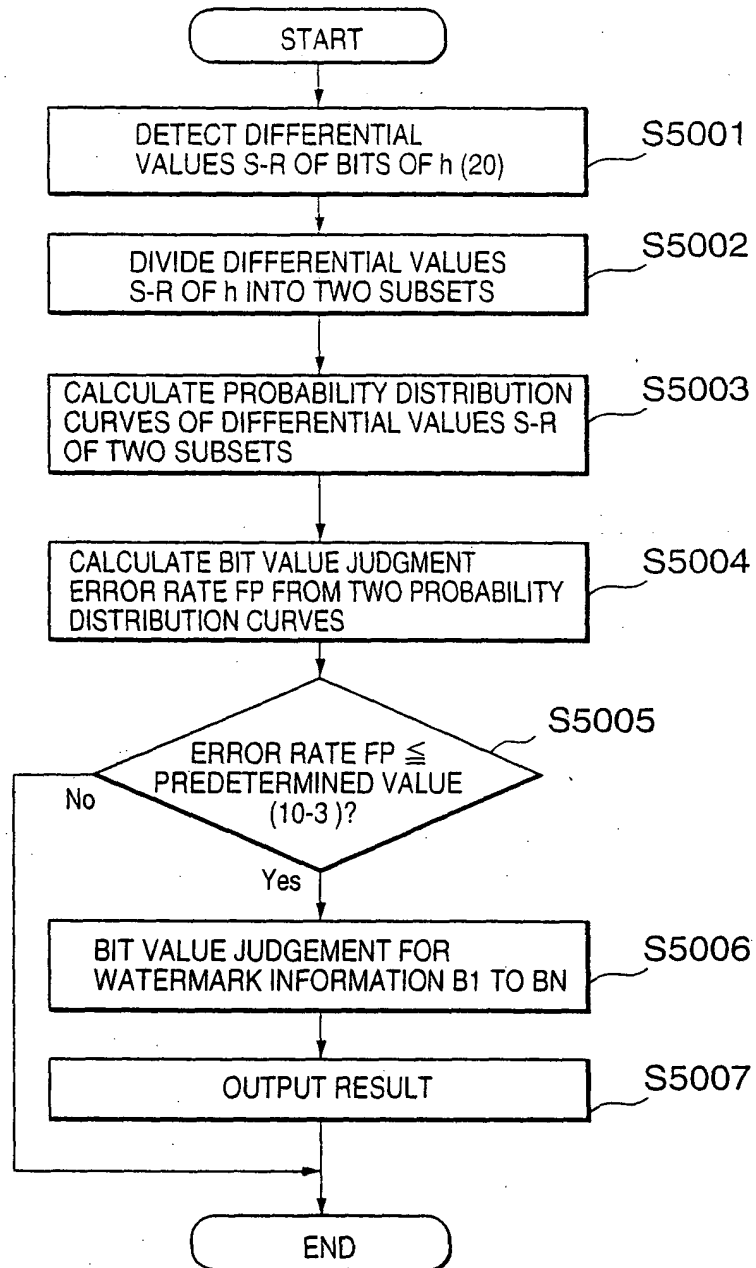 START
DETECT DIFFERENTIAL
VALUES S-R OF BITS OF h (20)
S5001
DIVIDE DIFFERENTIAL VALUES
S-R OF h INTO TWO SUBSETS
S5002
CALCULATE PROBABILITY DISTRIBUTION
CURVES OF DIFFERENTIAL VALUES S-R
OF TWO SUBSETS
S5003
CALCULATE BIT VALUE JUDGMENT
ERROR RATE FP FROM TWO PROBABILITY
DISTRIBUTION CURVES
S5004
ERROR RATE FP ≦
PREDETERMINED VALUE
(10-3 )?
S5005
No
Yes
BIT VALUE JUDGEMENT FOR
WATERMARK INFORMATION B1 TO BN
S5006
OUTPUT RESULT
S5007
END